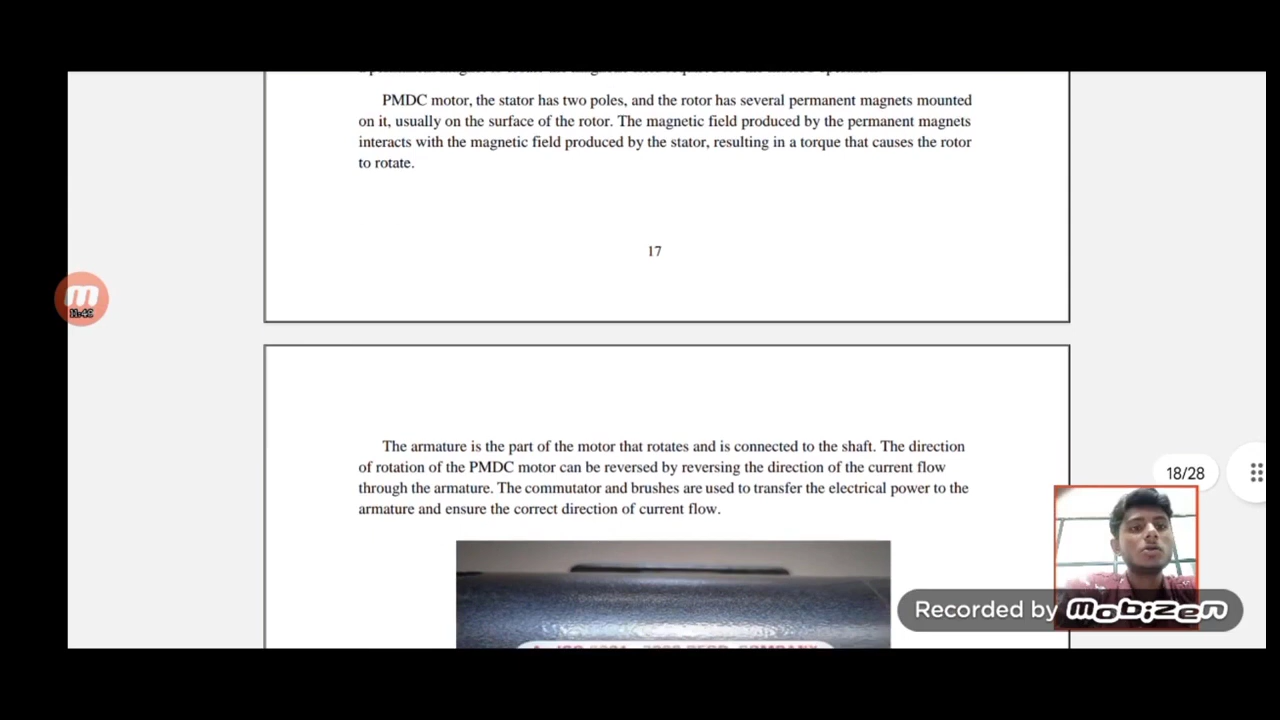 PMDC motor, the stator has two poles, and the rotor has several permanent magnets mounted
on it, usually on the surface of the rotor. The magnetic field produced by the permanent magnets
interacts with the magnetic field produced by the stator, resulting in a torque that causes the rotor
to rotate.
17
m
The armature is the part of the motor that rotates and is connected to the shaft. The direction
of rotation of the PMDC motor can be reversed by reversing the direction of the current flow
through the armature. The commutator and brushes are used to transfer the electrical power to the
armature and ensure the correct direction of current flow.
18/28
Recorded by mobizen